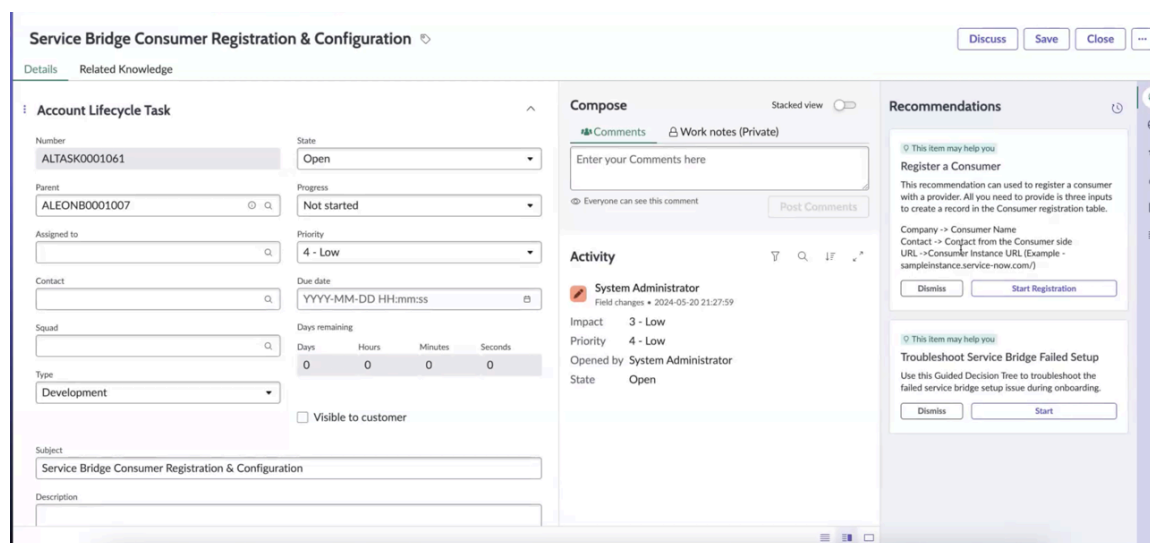 Service Bridge Consumer Registration & Configuration
Discuss
Save
Close
Details
Related Knowledge
Account Lifecycle Task
Number
ALTASK0001061
State
Open
Parent
ALEONB0001007
Progress
Not started
Assigned to
Priority
4 - Low
Contact
Due date
YYYY-MM-DD HH:mm:ss
Squad
Days remaining
Days
Hours
Minutes
Seconds
0
0
0
0
Type
Development
Visible to customer
Subject
Service Bridge Consumer Registration & Configuration
Description
Compose
Stacked view
Comments
Work notes (Private)
Enter your Comments here
Everyone can see this comment
Post Comments
Activity
System Administrator
Field changes • 2024-05-20 21:27:59
Impact 3 - Low
Priority 4 - Low
Opened by System Administrator
State Open
Recommendations
This item may help you
Register a Consumer
This recommendation can used to register a consumer
with a provider. All you need to provide is three inputs
to create a record in the Consumer registration table.
Company -> Consumer Name
Contact -> Contact from the Consumer side
URL ->Consumer Instance URL (Example -
sampleinstance.service-now.com/)
Dismiss
Start Registration
This item may help you
Troubleshoot Service Bridge Failed Setup
Use this Guided Decision Tree to troubleshoot the
failed service bridge setup issue during onboarding.
Dismiss
Start